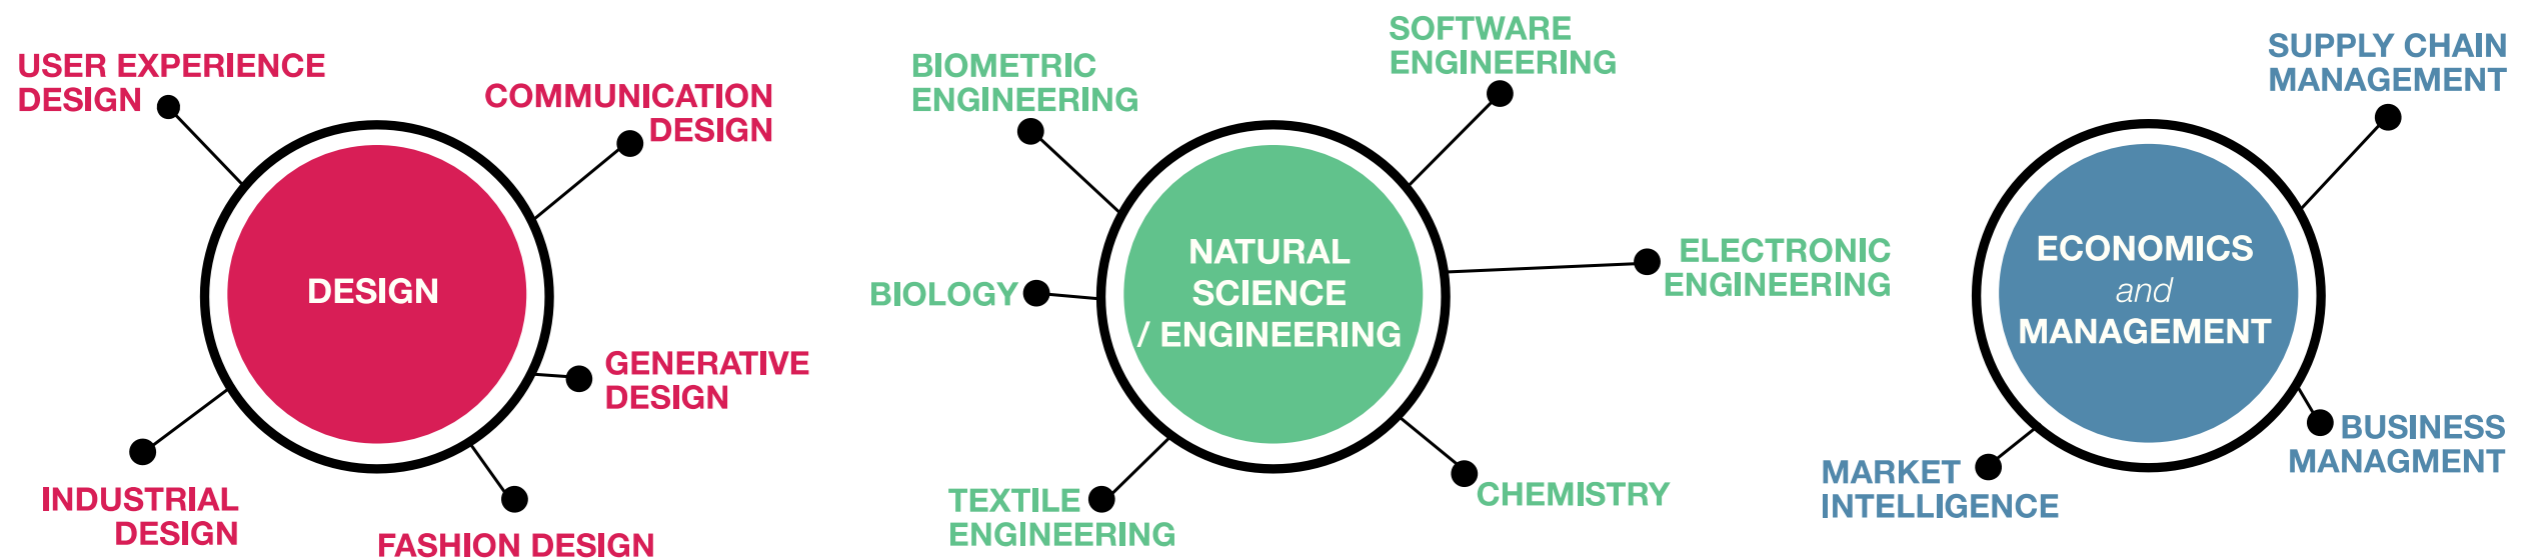 USER EXPERIENCE
DESIGN
COMMUNICATION
DESIGN
DESIGN
GENERATIVE
DESIGN
INDUSTRIAL
DESIGN
FASHION DESIGN
BIOMETRIC
ENGINEERING
SOFTWARE
ENGINEERING
NATURAL
SCIENCE
/ ENGINEERING
ELECTRONIC
ENGINEERING
BIOLOGY
TEXTILE
ENGINEERING
CHEMISTRY
SUPPLY CHAIN
MANAGEMENT
ECONOMICS
and
MANAGEMENT
BUSINESS
MANAGMENT
MARKET
INTELLIGENCE